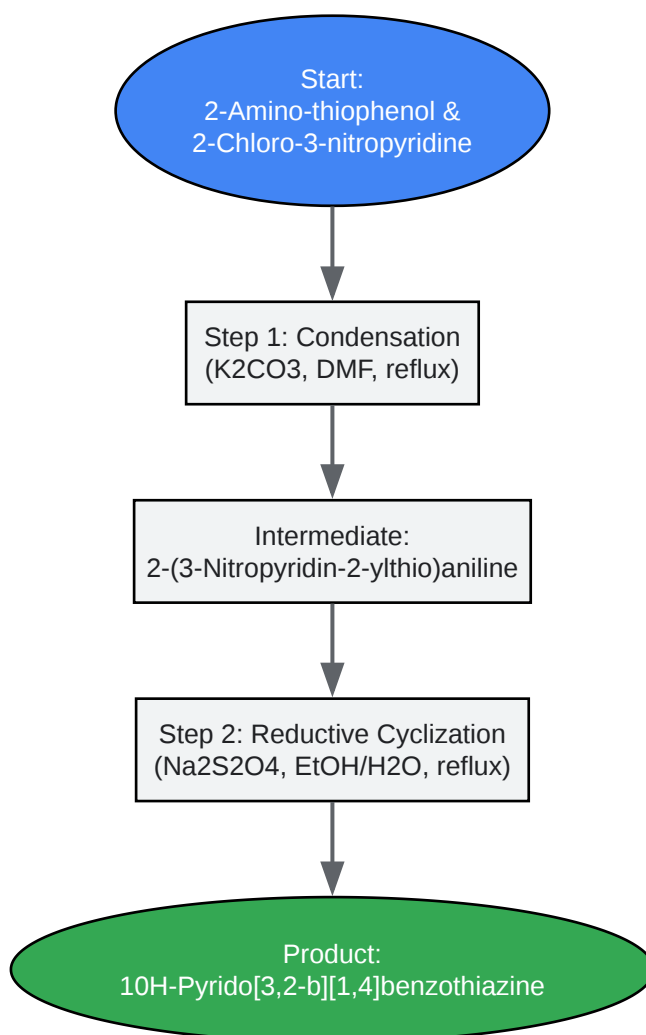 Start:
2-Amino-thiophenol &
2-Chloro-3-nitropyridine
Step 1: Condensation
(K2CO3, DMF, reflux)
Intermediate:
2-(3-Nitropyridin-2-ylthio)aniline
Step 2: Reductive Cyclization
(Na2S2O4, EtOH/H2O, reflux)
Product:
10H-Pyrido[3,2-b][1,4]benzothiazine